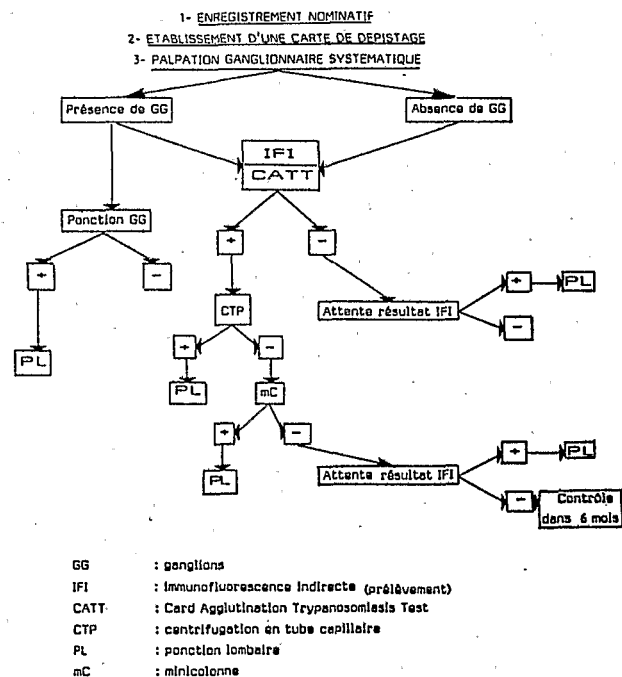 1- ENREGISTREMENT NOMINATIF
2- ETABLISSEMENT D'UNE CARTE DE DEPISTAGE
3- PALPATION GANGLIONNAIRE SYSTEMATIQUE
Présence de GG
Absence de GG
IFI
CATT
Ponction GG
+
-
+
-
PL
CTP
Attente résultat IFI
+
PL
-
+
-
PL
mC
+
-
PL
Attente résultat IFI
+
PL
-
Contrôle
dans 6 mois
GG : ganglions
IFI : immunofluorescence indirecte (prélèvement)
CATT : Card Agglutination Trypanosomiasis Test
CTP : centrifugation en tube capillaire
PL : ponction lombaire
mC : minicolonne